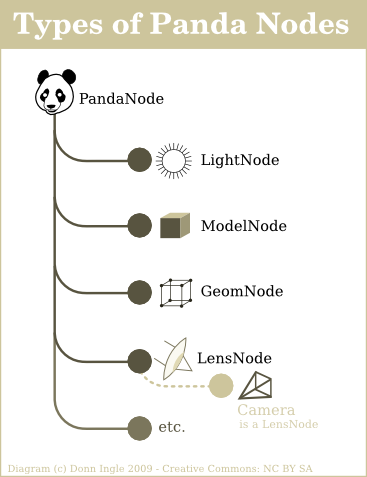 Types of Panda Nodes
PandaNode
LightNode
ModelNode
GeomNode
LensNode
Camera
is a LensNode
etc.
Diagram (c) Donn Ingle 2009 - Creative Commons: NC BY SA